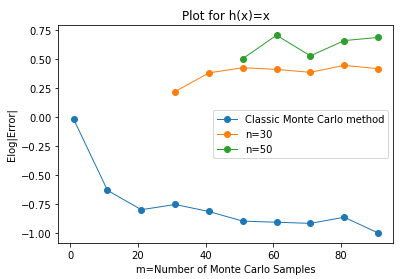 Plot for h(x)=x
Elog|Error|
0.75
0.50
0.25
0.00
−0.25
−0.50
−0.75
−1.00
Classic Monte Carlo method
n=30
n=50
0 20 40 60 80
m=Number of Monte Carlo Samples